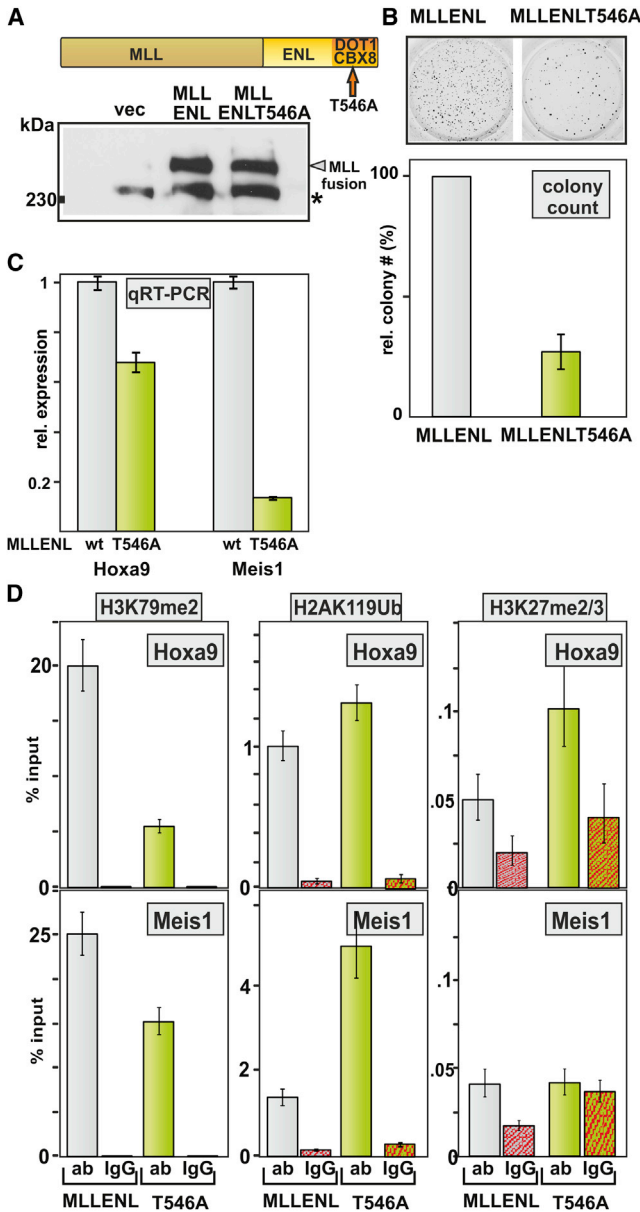 A
MLL ENL DOT1
CBX8
T546A
vec MLL ENL MLL ENLT546A
kDa
MLL fusion
230 *
B
MLLENL MLLENLT546A
100
colony count
rel. colony # (%)
0
MLLENL MLLENLT546A
C
1
qRT-PCR
rel. expression
0.2
MLLENL wt T546A wt T546A
Hoxa9 Meis1
D
H3K79me2 H2AK119Ub H3K27me2/3
Hoxa9 Hoxa9 Hoxa9
20 1 .1
% input
.05
0 0 0
Meis1 Meis1 Meis1
25 4 .1
% input
2 .05
0 0 0
ab IgG ab IgG ab IgG ab IgG ab IgG ab IgG
MLLENL T546A MLLENL T546A MLLENL T546A